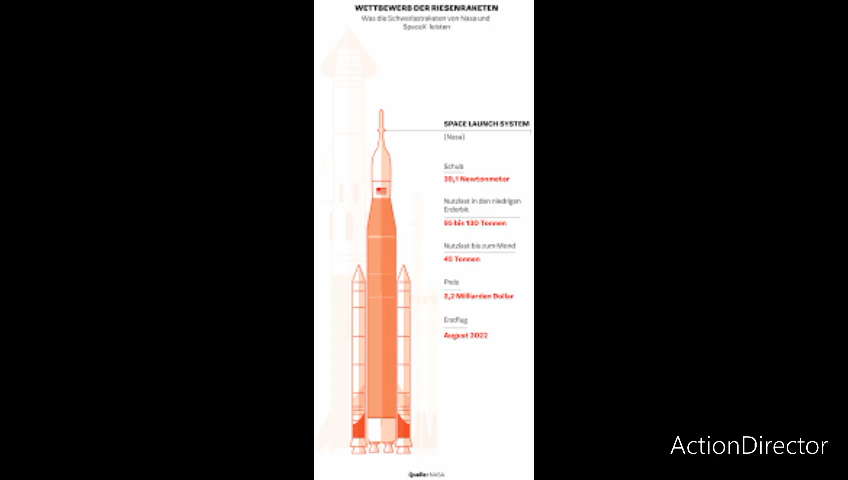 WETTBEWERB DER RIESENRAKETEN
Was die Schwerlastraketen von Nasa und
SpaceX leisten
SPACE LAUNCH SYSTEM
(Nasa)
Schub
39,1 Newtonmeter
Nutzlast in den niedrigen
Erdorbit
95 bis 130 Tonnen
Nutzlast bis zum Mond
45 Tonnen
Preis
2,2 Milliarden Dollar
Erstflug
August 2022
Quelle: NASA
ActionDirector